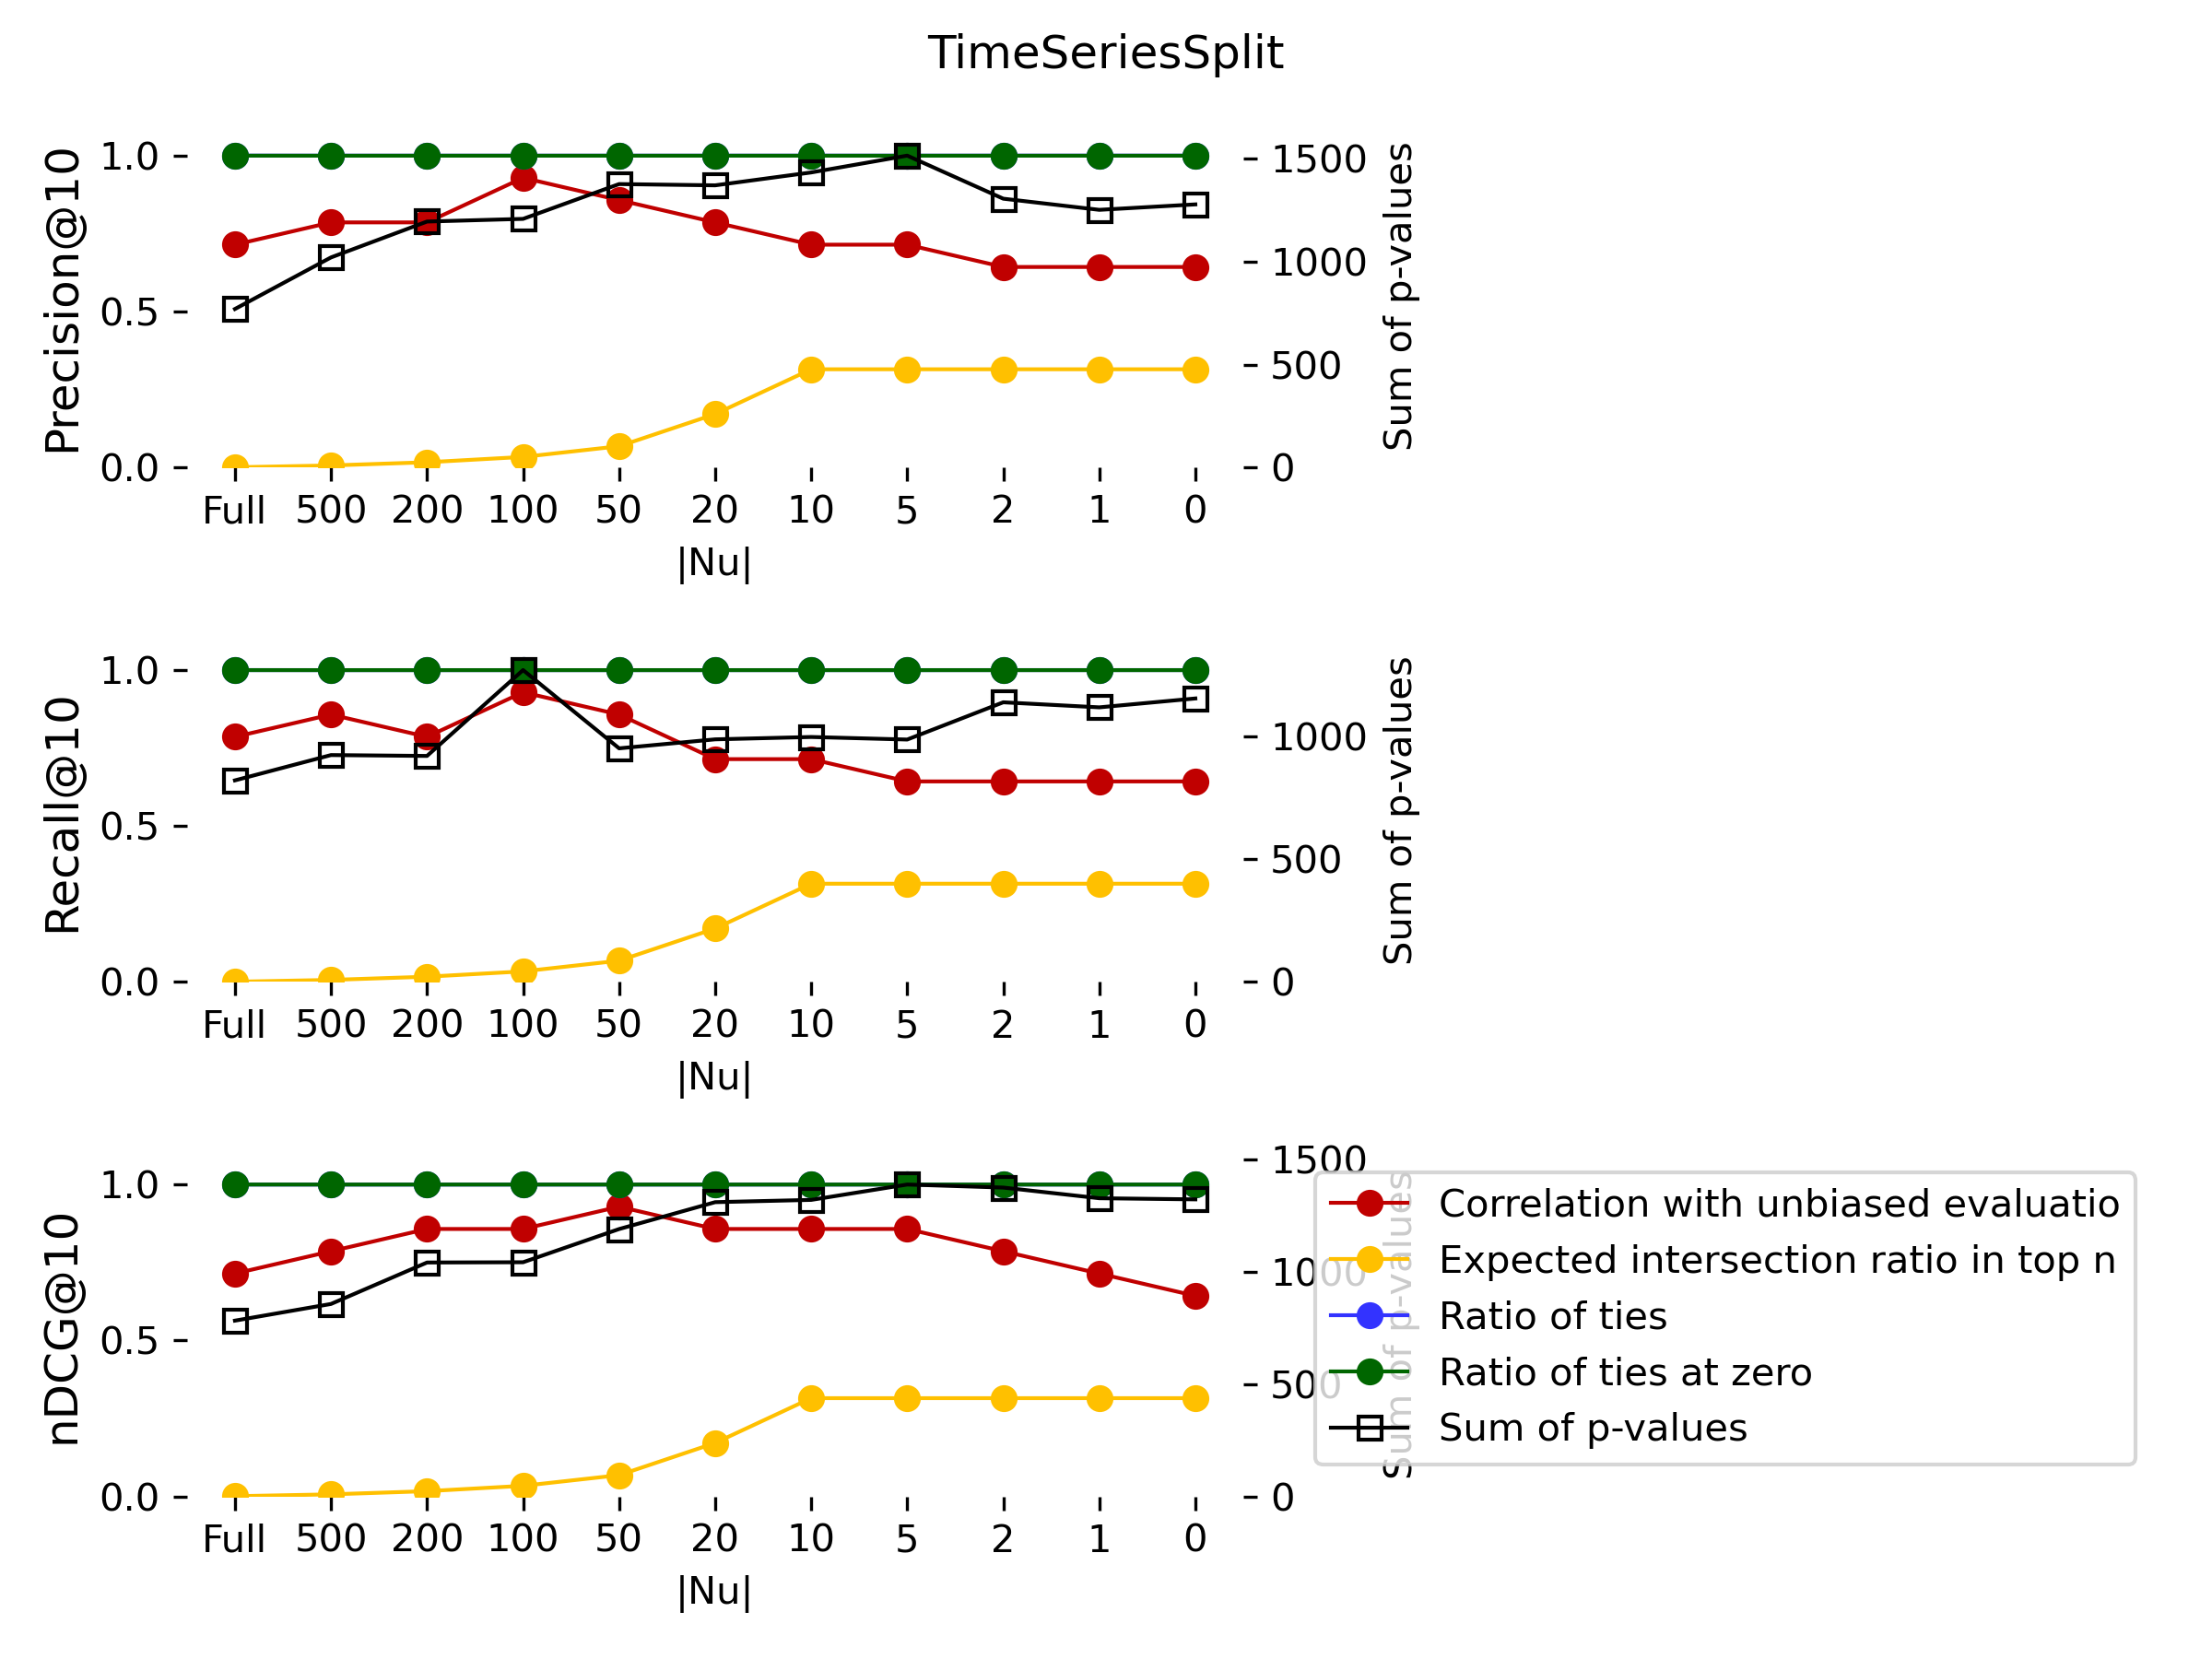 TimeSeriesSplit
Precision@10
1.0
0.5
0.0
1500
1000
500
0
Sum of p-values
Full 500 200 100 50 20 10 5 2 1 0
|Nu|
Recall@10
1.0
0.5
0.0
1000
500
0
Sum of p-values
Full 500 200 100 50 20 10 5 2 1 0
|Nu|
nDCG@10
1.0
0.5
0.0
1500
1000
500
0
Sum of p-values
Correlation with unbiased evaluatio
Expected intersection ratio in top n
Ratio of ties
Ratio of ties at zero
Sum of p-values
Full 500 200 100 50 20 10 5 2 1 0
|Nu|